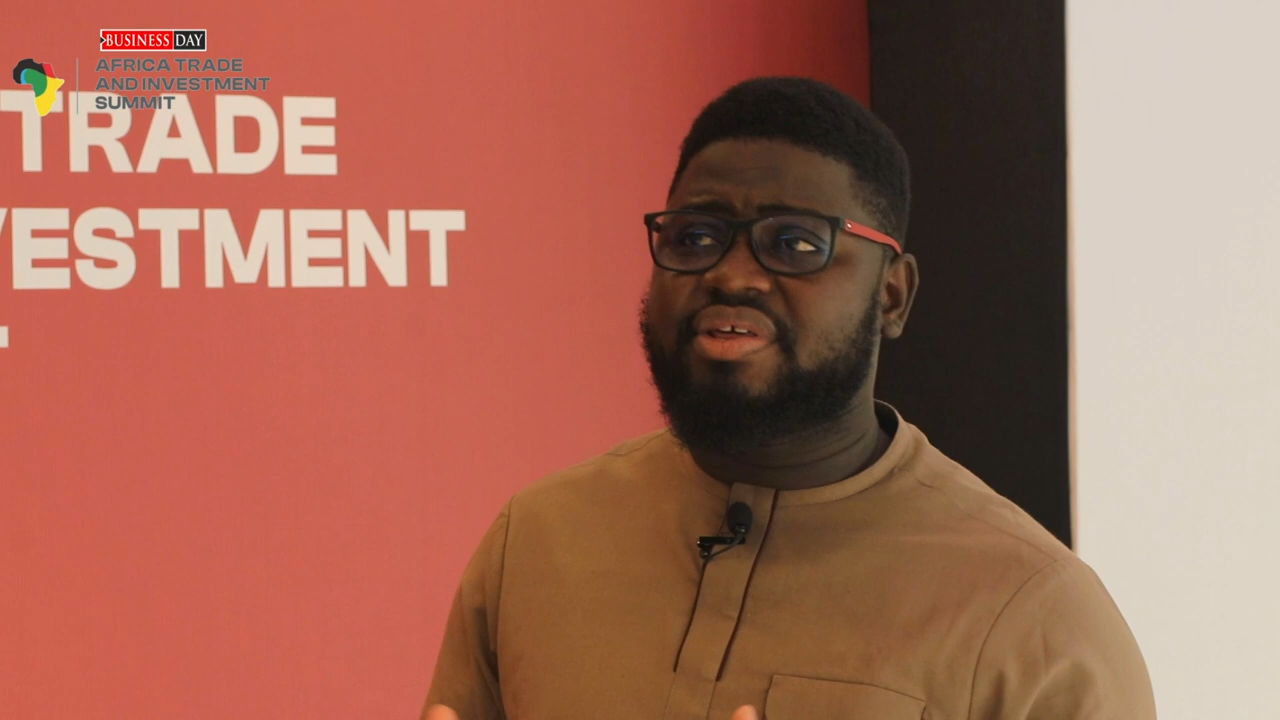 BUSINESS DAY
AFRICA TRADE
AND INVESTMENT
SUMMIT
TRADE
VESTMENT